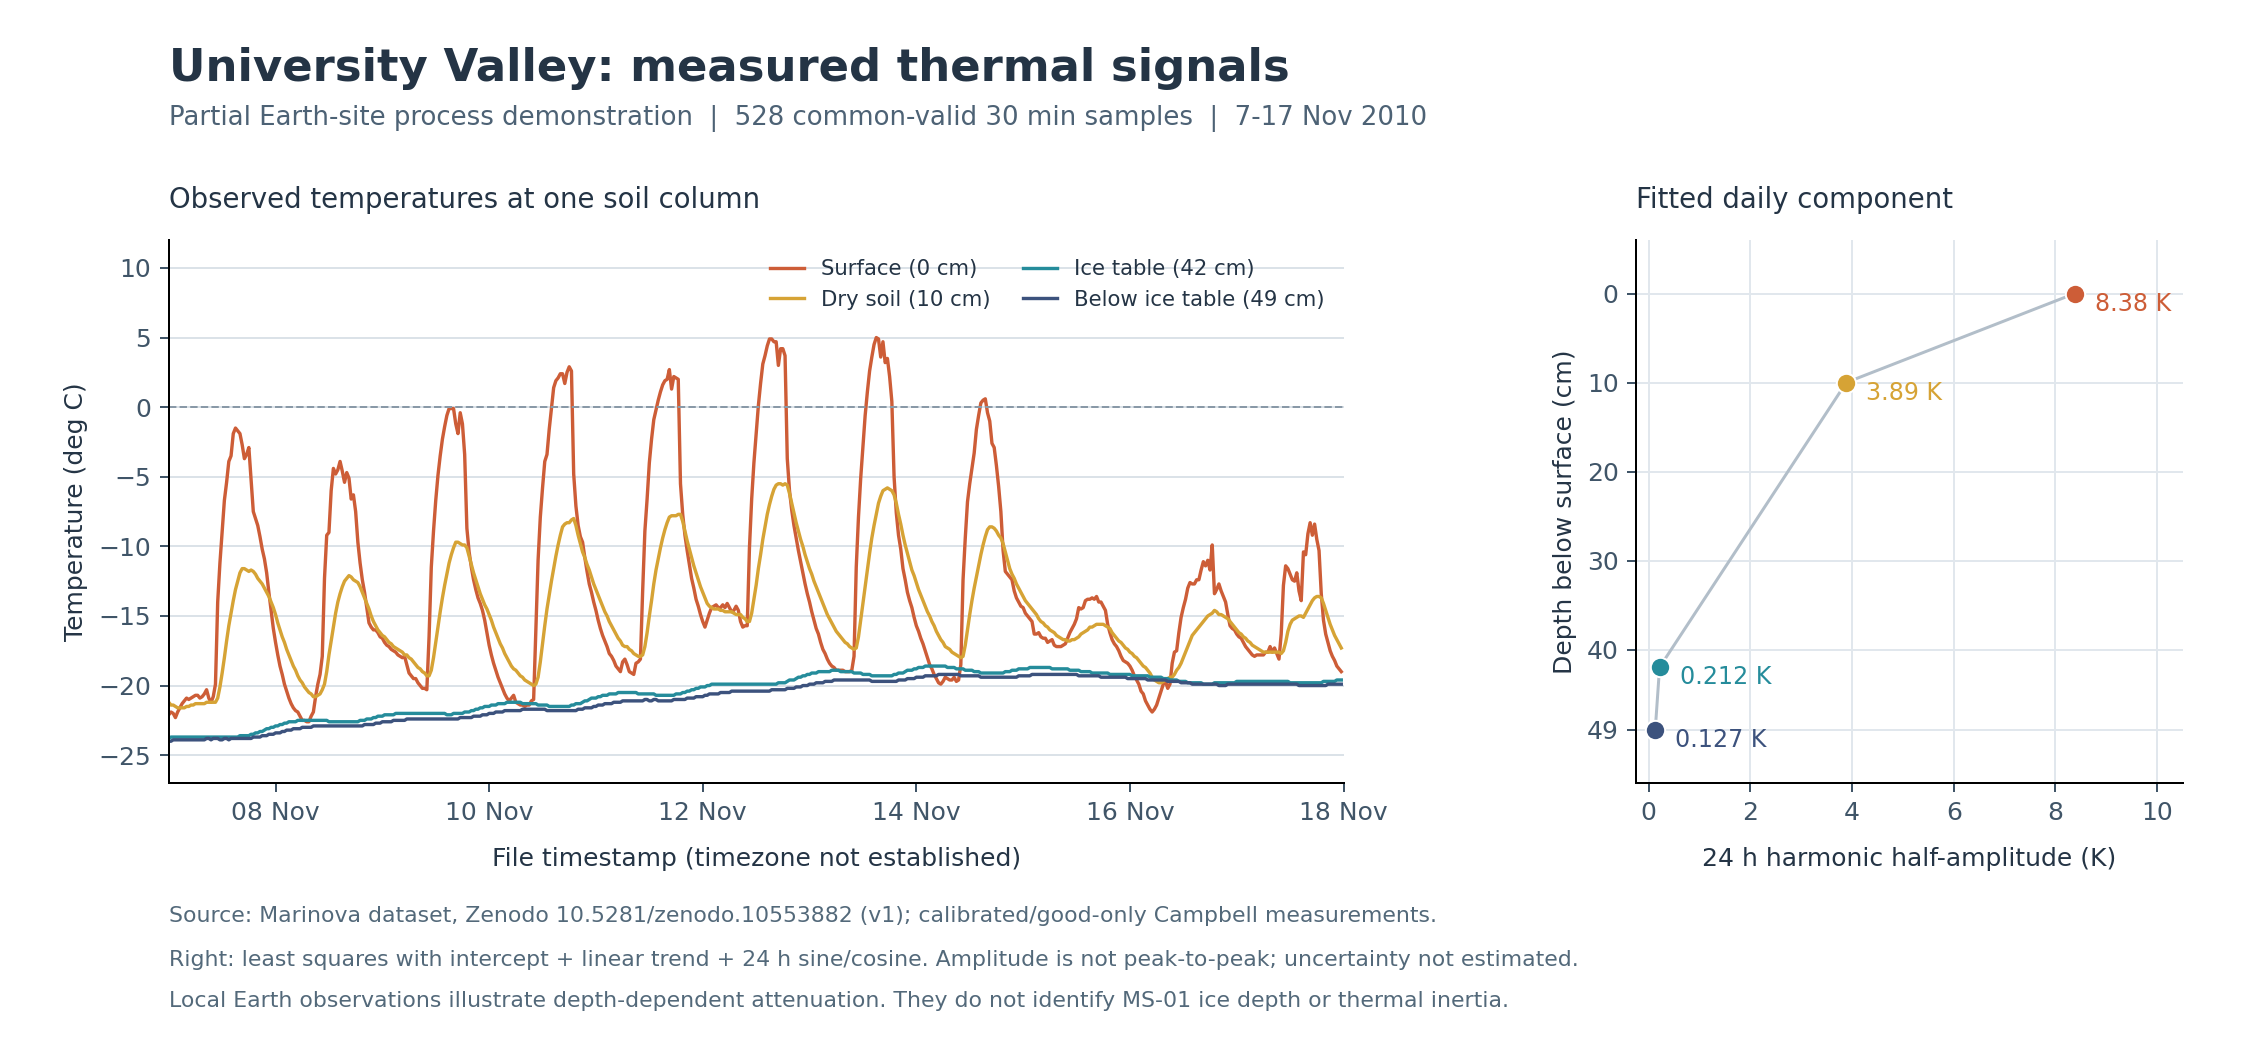 University Valley: measured thermal signals
Partial Earth-site process demonstration | 528 common-valid 30 min samples | 7-17 Nov 2010
Observed temperatures at one soil column
Temperature (deg C)
10
5
0
−5
−10
−15
−20
−25
Surface (0 cm)
Dry soil (10 cm)
Ice table (42 cm)
Below ice table (49 cm)
08 Nov
10 Nov
12 Nov
14 Nov
16 Nov
18 Nov
File timestamp (timezone not established)
Fitted daily component
Depth below surface (cm)
0
10
20
30
40
49
8.38 K
3.89 K
0.212 K
0.127 K
0
2
4
6
8
10
24 h harmonic half-amplitude (K)
Source: Marinova dataset, Zenodo 10.5281/zenodo.10553882 (v1); calibrated/good-only Campbell measurements.
Right: least squares with intercept + linear trend + 24 h sine/cosine. Amplitude is not peak-to-peak; uncertainty not estimated.
Local Earth observations illustrate depth-dependent attenuation. They do not identify MS-01 ice depth or thermal inertia.